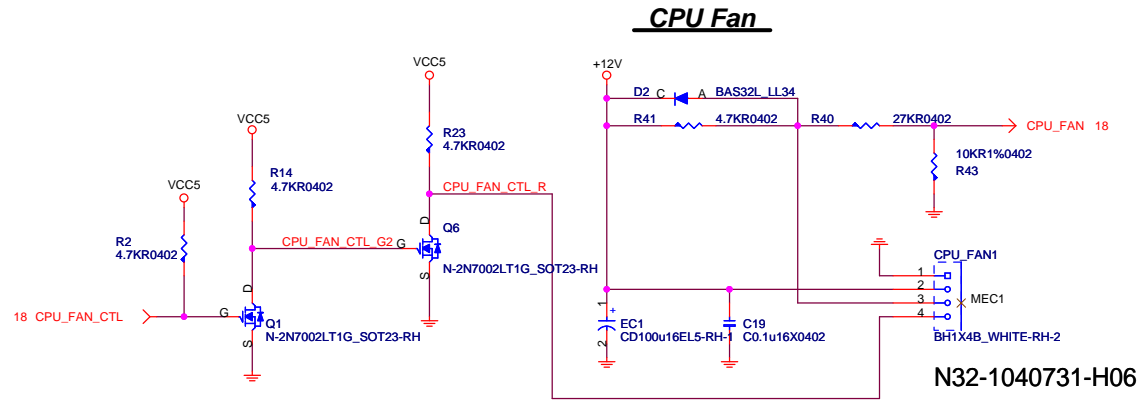 CPU Fan
VCC5
+12V
D2
C
A
BAS32L_LL34
R41
4.7KR0402
R40
27KR0402
CPU_FAN 18
VCC5
R23
4.7KR0402
10KR1%0402
R43
R14
4.7KR0402
VCC5
CPU_FAN_CTL_R
D
Q6
R2
4.7KR0402
CPU_FAN_CTL_G2
G
S
N-2N7002LT1G_SOT23-RH
CPU_FAN1
1
2
3
4
MEC1
BH1X4B_WHITE-RH-2
D
18 CPU_FAN_CTL
G
Q1
S
N-2N7002LT1G_SOT23-RH
1
+
EC1
CD100u16EL5-RH-1
2
C19
C0.1u16X0402
N32-1040731-H06